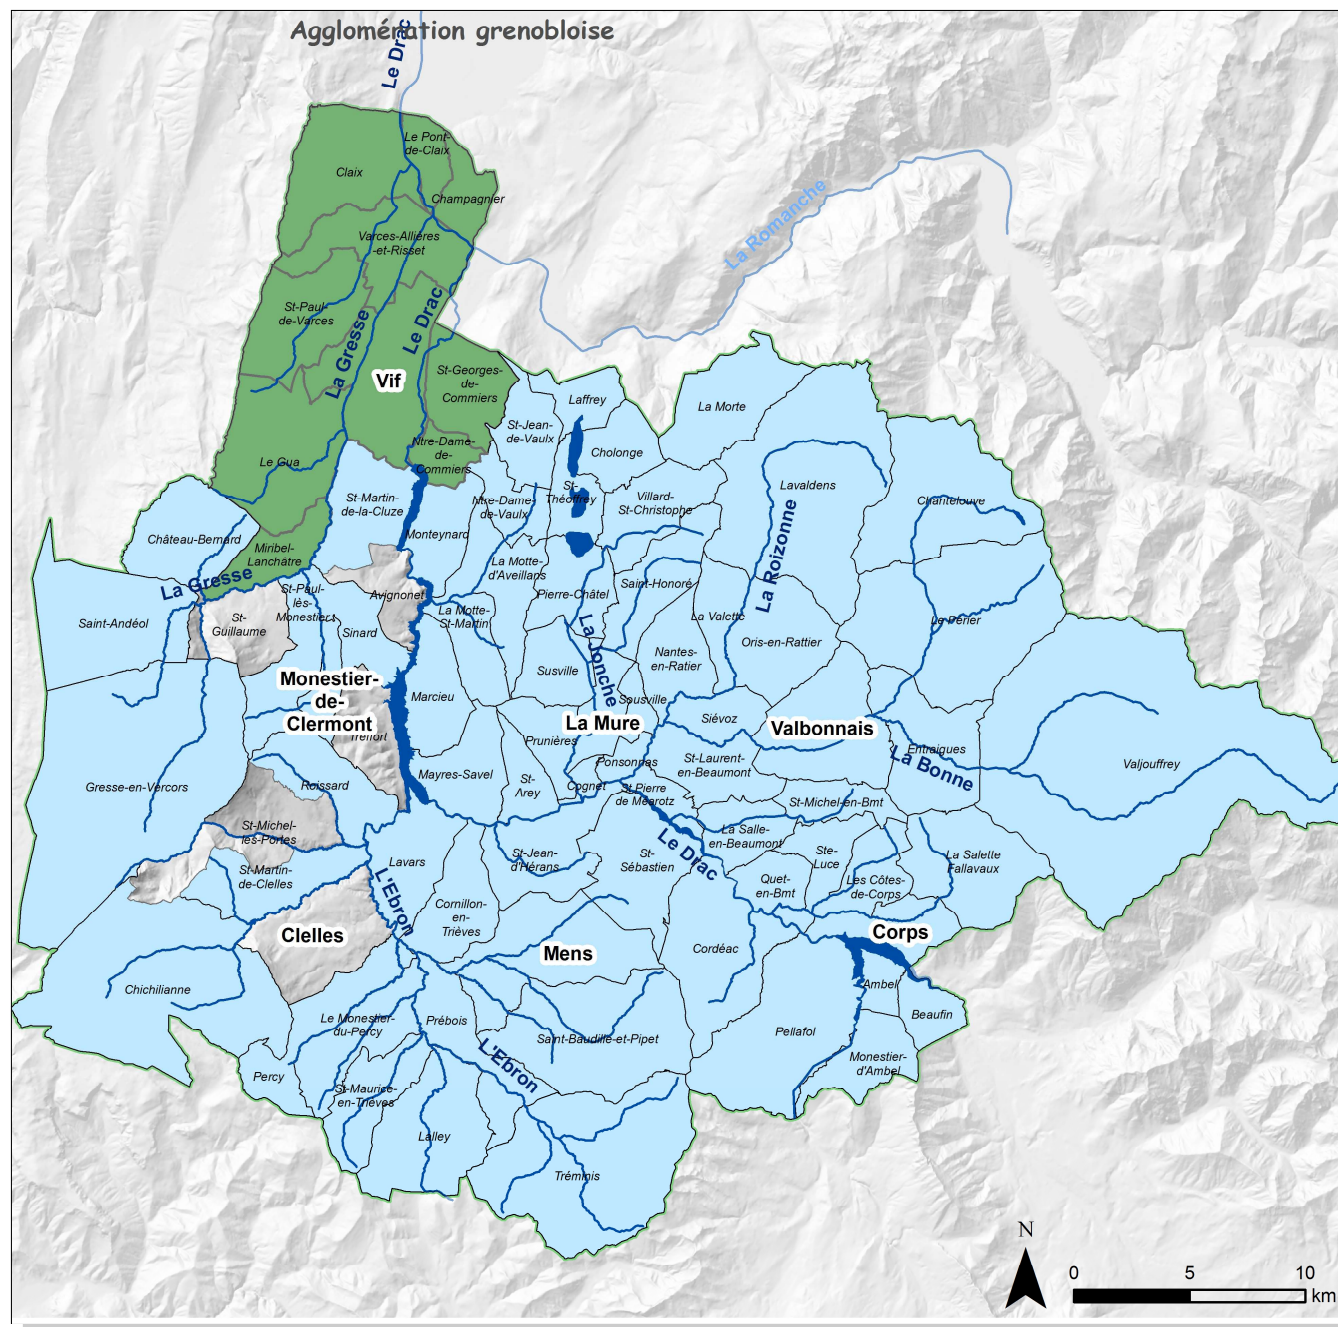 Agglomération grenobloise
Le Drac
Le Pont-
de-Claix
Claix
Champagnier
La Romanche
Varces-Allières
-et-Risset
St-Paul-
de-Varces
La Gresse
Le Drac
Vif
St-Georges-
de-
Commiers
Laffrey
La Morte
St-Jean-
de-Vaulx
Ntre-Dame-
de-
Commiers
Cholonge
Le Gua
St-Martin-
de-la-Cluze
Ntre-Dame-
de-Vaulx
St-
Théoffrey
Villard-
St-Christophe
Lavaldens
Chantelouve
Château-Bernard
Miribel-
Lanchâtre
Monteynard
La Roizonne
La Motte-
d'Aveillans
La Gresse
St-Paul-
lès-
Monestier
Avignonet
Pierre-Châtel
Saint-Honoré
Saint-Andéol
St-
Guillaume
Sinard
La Motte-
St-Martin
La Jonche
La Valette
Oris-en-Rattier
Le Périer
Nantes-
en-Ratier
Monestier-
de-
Clermont
Marcieu
Susville
Sousville
La Mure
Siévoz
Valbonnais
Treffort
Prunières
Entraigues
La Bonne
Valjouffrey
Ponsonnas
St-Laurent-
en-Beaumont
Gresse-en-Vercors
Roissard
Mayres-Savel
St-
Arey
Cognet
St-Pierre
de Méarotz
St-Michel-en-Bmt
St-Michel-
les-Portes
La Salle-
en-Beaumont
Le Drac
St-Martin-
de-Clelles
Lavars
St-Jean-
d'Hérans
St-
Sébastien
Ste-
Luce
La Salette
Fallavaux
Quet-
en-Bmt
Les Côtes-
de-Corps
L'Ebron
Cornillon-
en-
Trièves
Clelles
Mens
Cordéac
Corps
Chichilianne
Ambel
Beaufin
Le Monestier-
du-Percy
Prébois
Saint-Baudille-et-Pipet
Pellafol
L'Ebron
Monestier-
d'Ambel
Percy
St-Maurice-
en-Trièves
Lalley
Tréminis
N
0 5 10
km